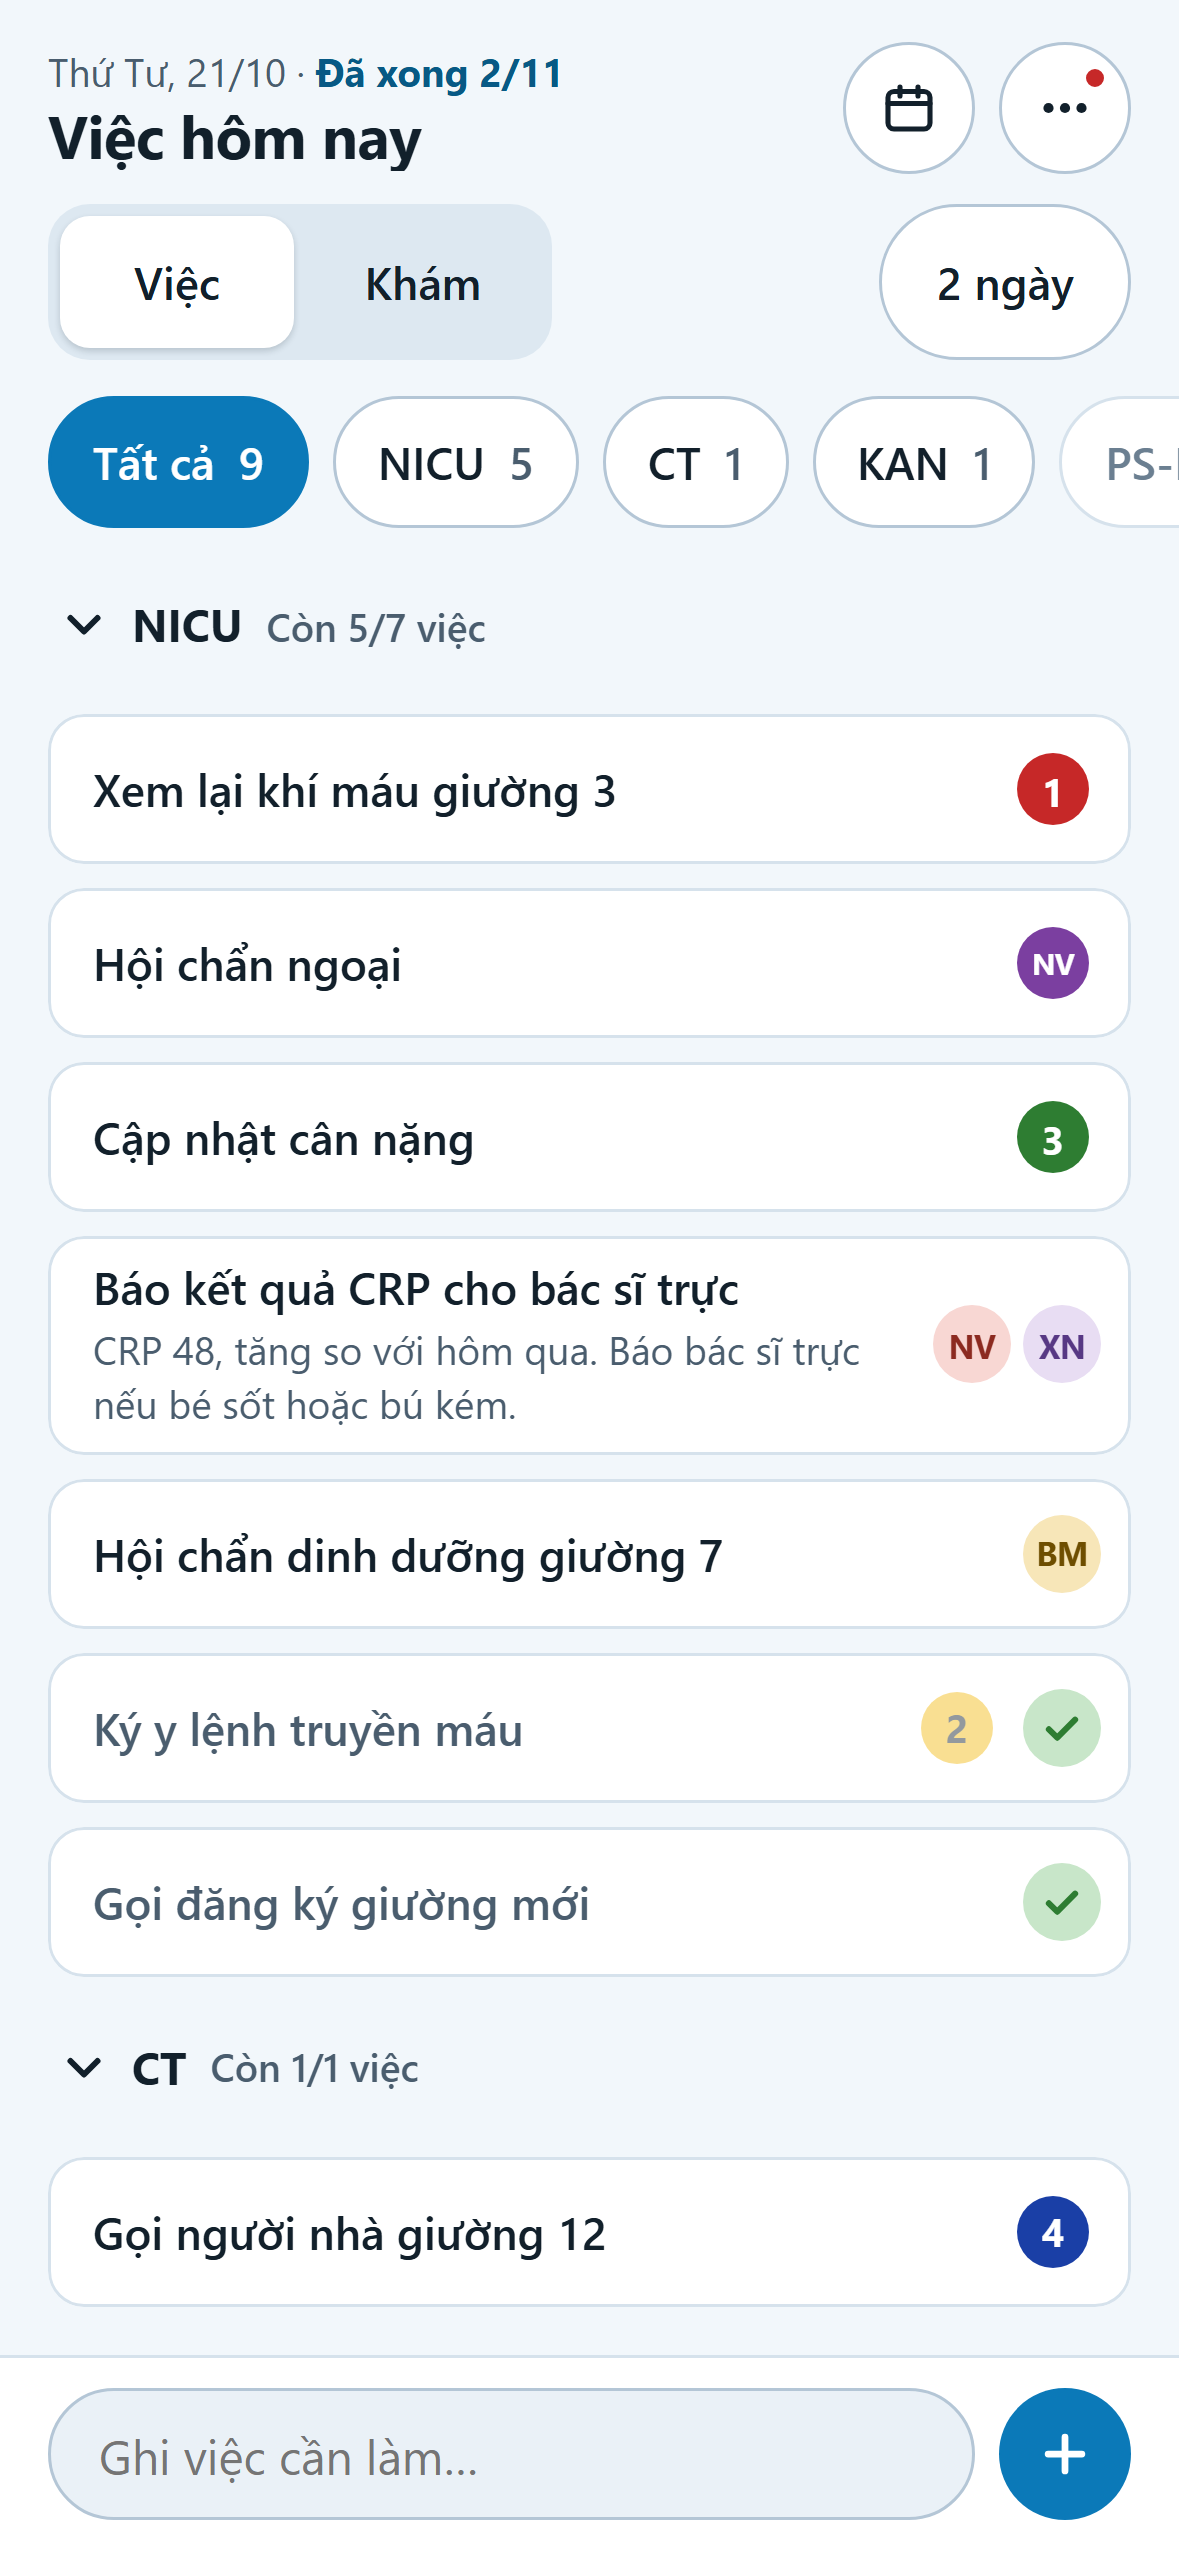 Thứ Tư, 21/10 · Đã xong 2/11
Việc hôm nay
Việc
Khám
2 ngày
Tất cả 9
NICU 5
CT 1
KAN 1
NICU Còn 5/7 việc
Xem lại khí máu giường 3
1
Hội chẩn ngoại
NV
Cập nhật cân nặng
3
Báo kết quả CRP cho bác sĩ trực
CRP 48, tăng so với hôm qua. Báo bác sĩ trực
nếu bé sốt hoặc bú kém.
NV XN
Hội chẩn dinh dưỡng giường 7
BM
Ký y lệnh truyền máu
2
Gọi đăng ký giường mới
CT Còn 1/1 việc
Gọi người nhà giường 12
4
Ghi việc cần làm...